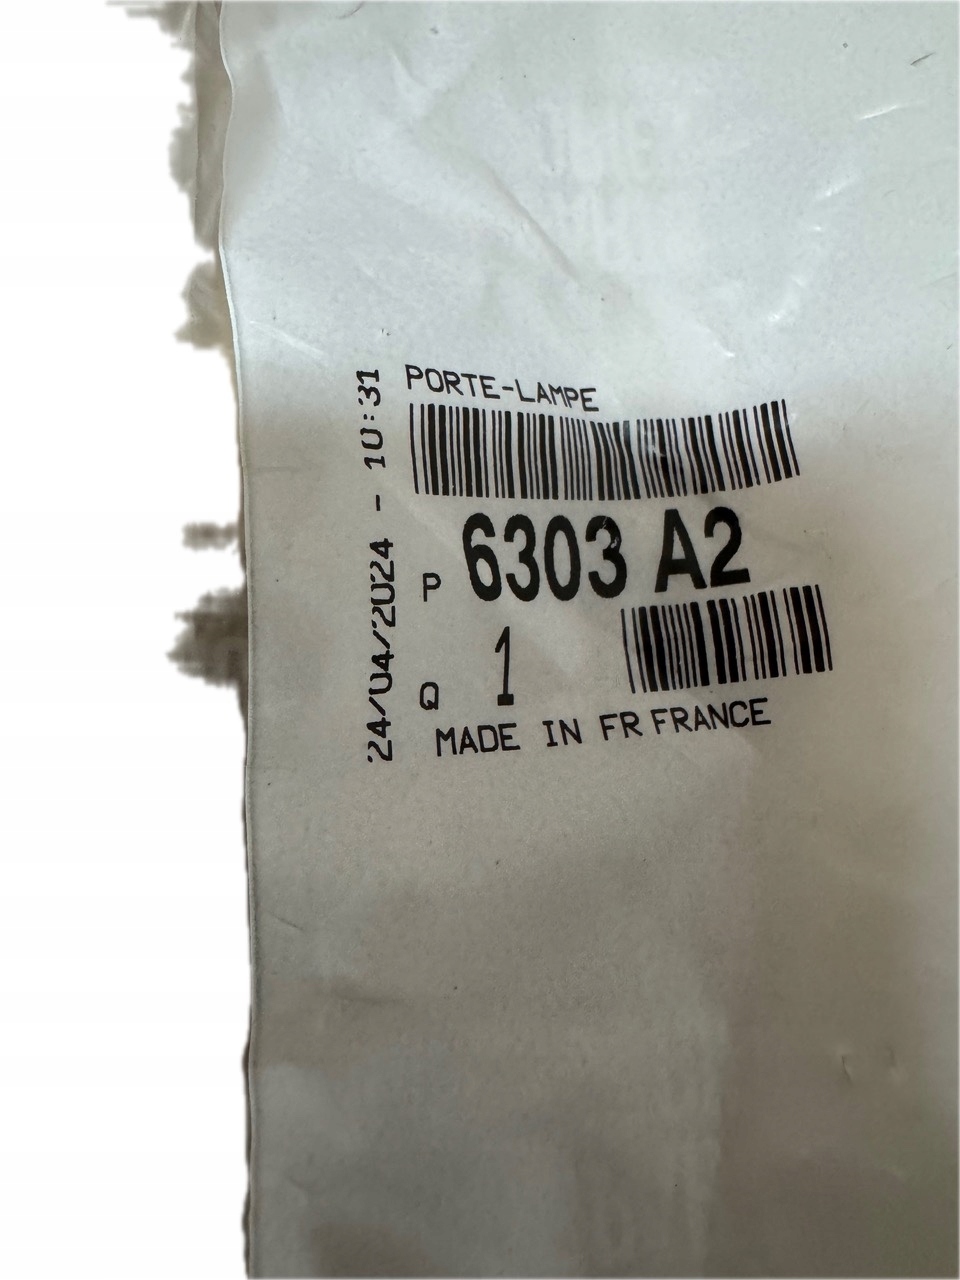 PORTE-LAMPE
P 6303 A2
Q 1
MADE IN FR FRANCE
24/04/2024 - 10:31